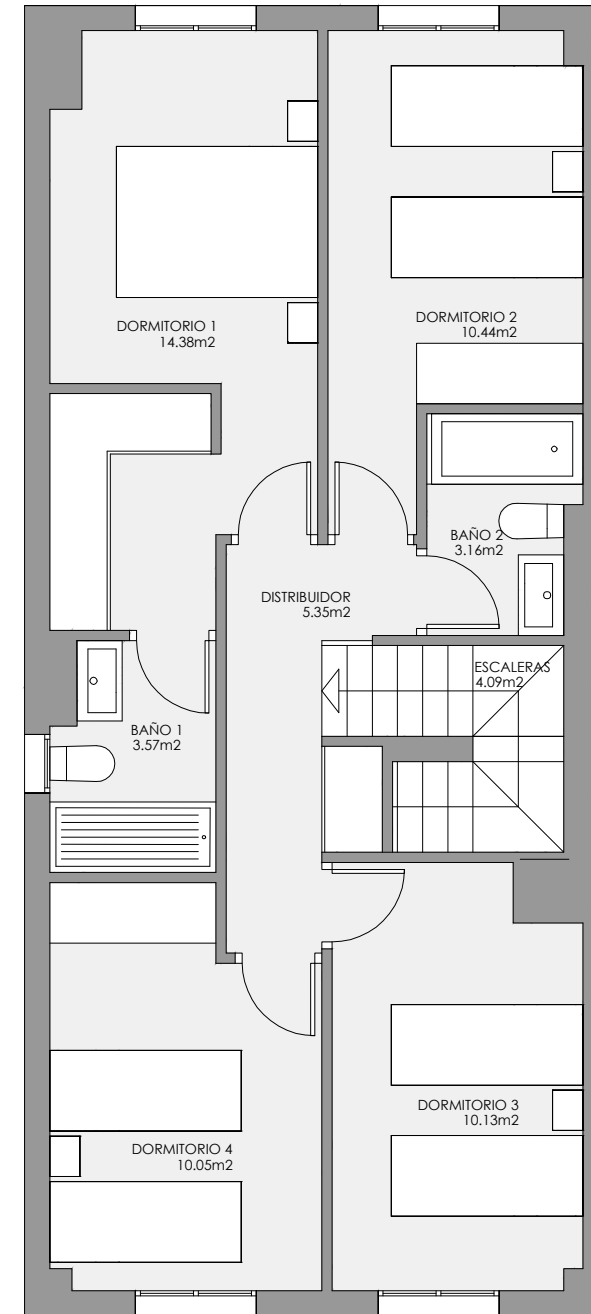 DORMITORIO 1
14.38m2
DORMITORIO 2
10.44m2
BAÑO 2
3.16m2
DISTRIBUIDOR
5.35m2
ESCALERAS
4.09m2
BAÑO 1
3.57m2
DORMITORIO 3
10.13m2
DORMITORIO 4
10.05m2